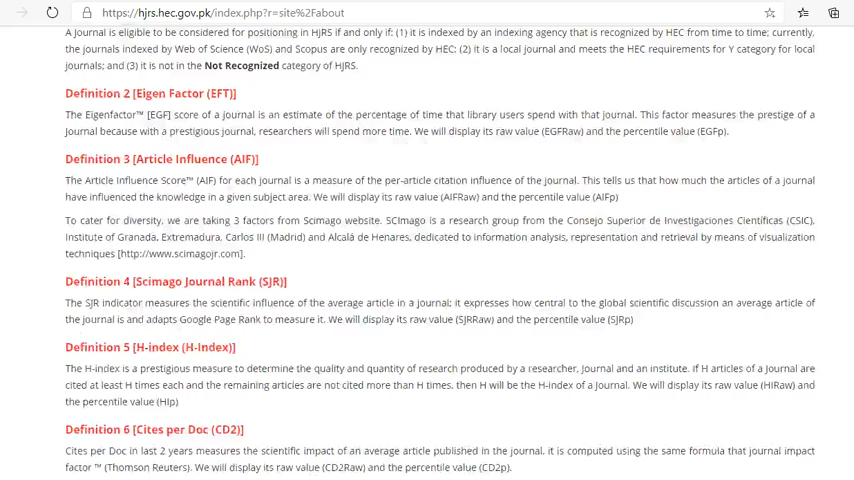 https://hjrs.hec.gov.pk/index.php?r=site%2Fabout
A Journal is eligible to be considered for positioning in HJRS if and only if: (1) it is indexed by an indexing agency that is recognized by HEC from time to time; currently,
the journals indexed by Web of Science (WoS) and Scopus are only recognized by HEC; (2) it is a local journal and meets the HEC requirements for Y category for local
journals; and (3) it is not in the Not Recognized category of HJRS.
Definition 2 [Eigen Factor (EFT)]
The Eigenfactor™ [EGF] score of a journal is an estimate of the percentage of time that library users spend with that journal. This factor measures the prestige of a
Journal because with a prestigious journal, researchers will spend more time. We will display its raw value (EGFRaw) and the percentile value (EGFp).
Definition 3 [Article Influence (AIF)]
The Article Influence Score™ (AIF) for each journal is a measure of the per-article citation influence of the journal. This tells us that how much the articles of a journal
have influenced the knowledge in a given subject area. We will display its raw value (AIFRaw) and the percentile value (AIFp)
To cater for diversity, we are taking 3 factors from Scimago website. SCImago is a research group from the Consejo Superior de Investigaciones Científicas (CSIC),
Institute of Granada, Extremadura, Carlos III (Madrid) and Alcalá de Henares, dedicated to information analysis, representation and retrieval by means of visualization
techniques [http://www.scimagojr.com].
Definition 4 [Scimago Journal Rank (SJR)]
The SJR indicator measures the scientific influence of the average article in a journal; it expresses how central to the global scientific discussion an average article of
the journal is and adapts Google Page Rank to measure it. We will display its raw value (SJRRaw) and the percentile value (SJRp)
Definition 5 [H-index (H-Index)]
The H-index is a prestigious measure to determine the quality and quantity of research produced by a researcher, Journal and an institute. If H articles of a Journal are
cited at least H times each and the remaining articles are not cited more than H times, then H will be the H-index of a Journal. We will display its raw value (HIRaw) and
the percentile value (HIp)
Definition 6 [Cites per Doc (CD2)]
Cites per Doc in last 2 years measures the scientific impact of an average article published in the journal, it is computed using the same formula that journal impact
factor ™ (Thomson Reuters). We will display its raw value (CD2Raw) and the percentile value (CD2p).